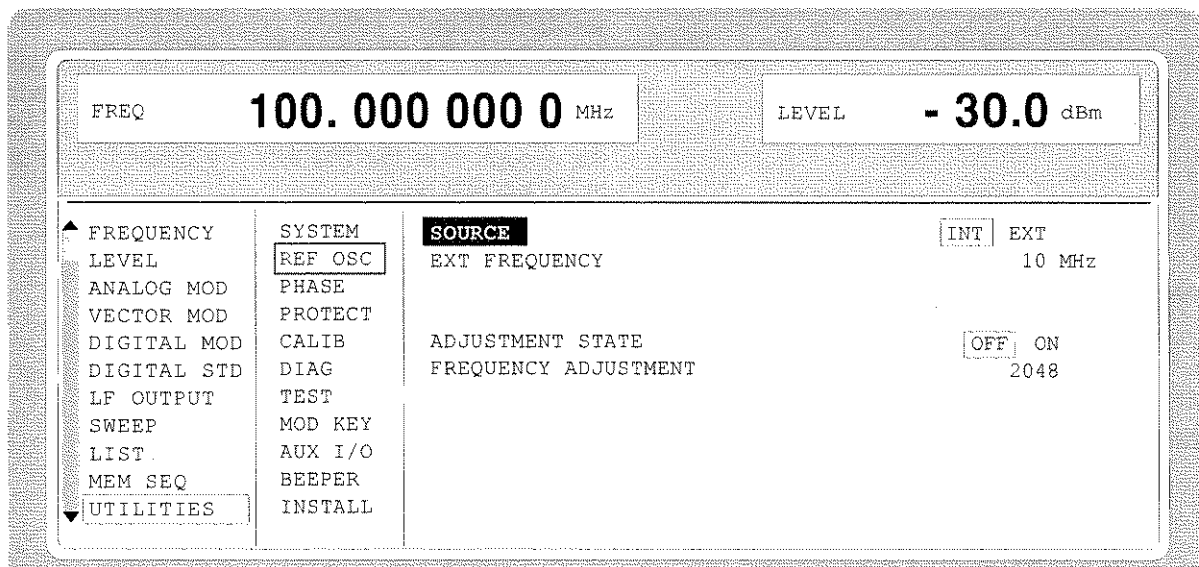 FREQ 100. 000 000 0 MHz LEVEL - 30.0 dBm
FREQUENCY SYSTEM SOURCE INT EXT
LEVEL REF OSC EXT FREQUENCY 10 MHz
ANALOG MOD PHASE
VECTOR MOD PROTECT
DIGITAL MOD CALIB ADJUSTMENT STATE OFF ON
DIGITAL STD DIAG FREQUENCY ADJUSTMENT 2048
LF OUTPUT TEST
SWEEP MOD KEY
LIST AUX I/O
MEM SEQ BEEPER
UTILITIES INSTALL